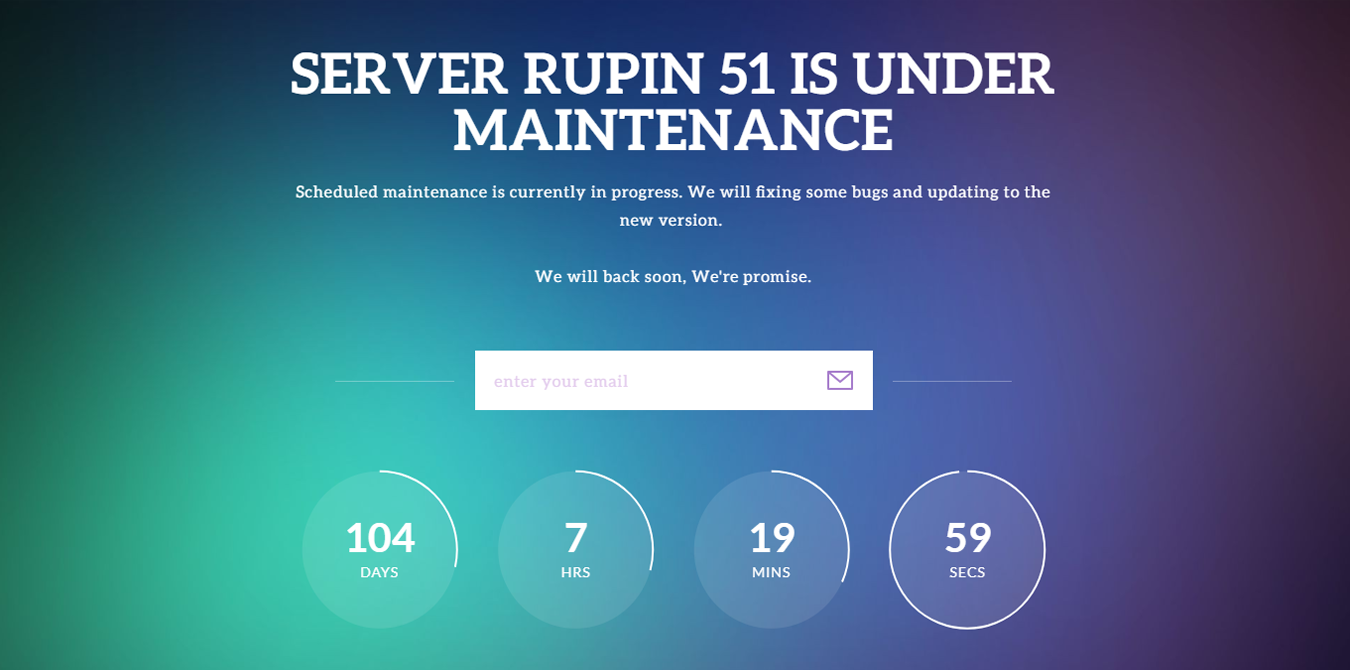 SERVER RUPIN 51 IS UNDER
MAINTENANCE
Scheduled maintenance is currently in progress. We will fixing some bugs and updating to the
new version.
We will back soon, We're promise.
enter your email
104 7 19 59
DAYS HRS MINS SECS